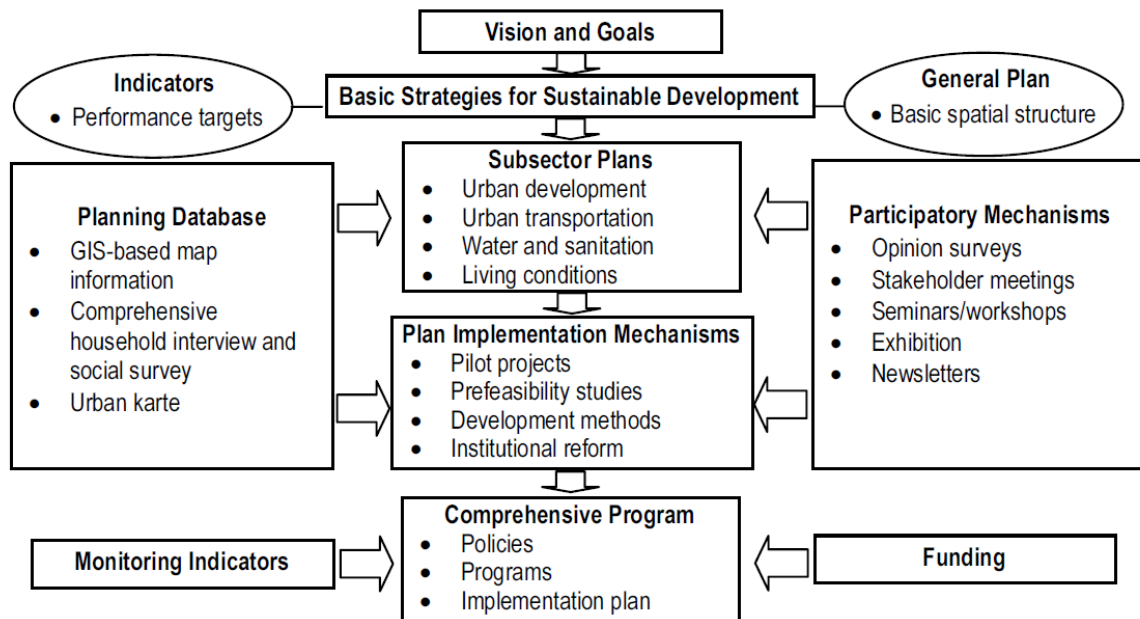 Vision and Goals
Indicators
• Performance targets
Basic Strategies for Sustainable Development
General Plan
• Basic spatial structure
Subsector Plans
• Urban development
• Urban transportation
• Water and sanitation
• Living conditions
Planning Database
• GIS-based map
information
• Comprehensive
household interview and
social survey
• Urban karte
Participatory Mechanisms
• Opinion surveys
• Stakeholder meetings
• Seminars/workshops
• Exhibition
• Newsletters
Plan Implementation Mechanisms
• Pilot projects
• Prefeasibility studies
• Development methods
• Institutional reform
Comprehensive Program
• Policies
• Programs
• Implementation plan
Monitoring Indicators
Funding